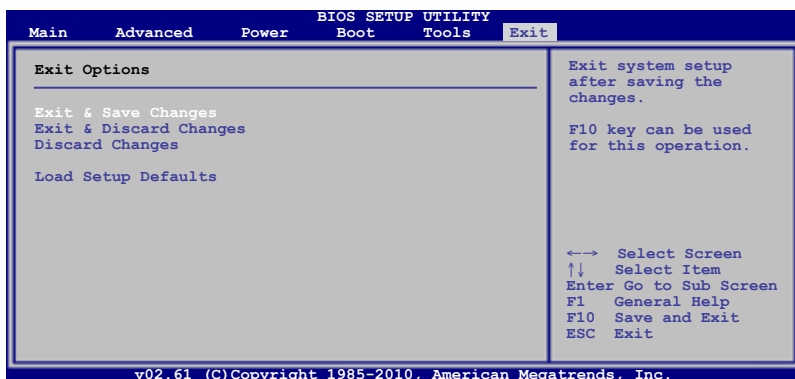 BIOS SETUP UTILITY
Main Advanced Power Boot Tools Exit
Exit Options
Exit & Save Changes
Exit & Discard Changes
Discard Changes
Load Setup Defaults
Exit system setup
after saving the
changes.
F10 key can be used
for this operation.
←→ Select Screen
↑↓ Select Item
Enter Go to Sub Screen
F1 General Help
F10 Save and Exit
ESC Exit
v02.61 (C)Copyright 1985-2010, American Megatrends, Inc.